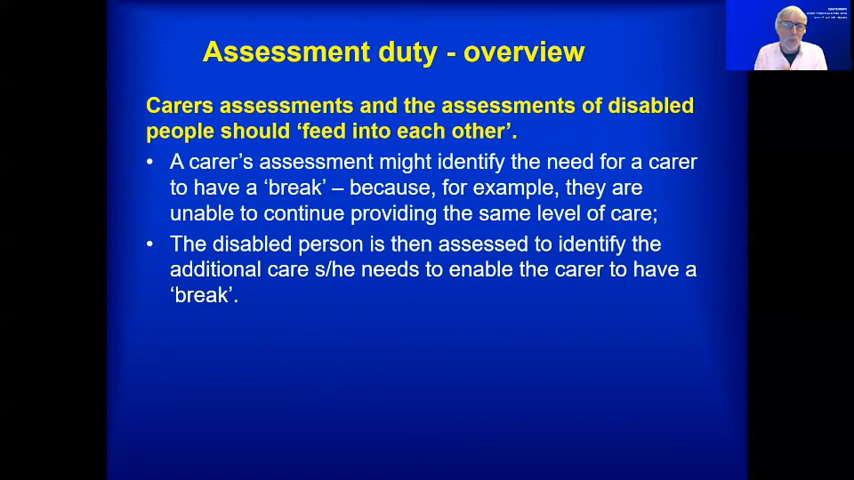 Assessment duty - overview
Carers assessments and the assessments of disabled
people should ‘feed into each other’.
• A carer’s assessment might identify the need for a carer
to have a ‘break’ – because, for example, they are
unable to continue providing the same level of care;
• The disabled person is then assessed to identify the
additional care s/he needs to enable the carer to have a
‘break’.